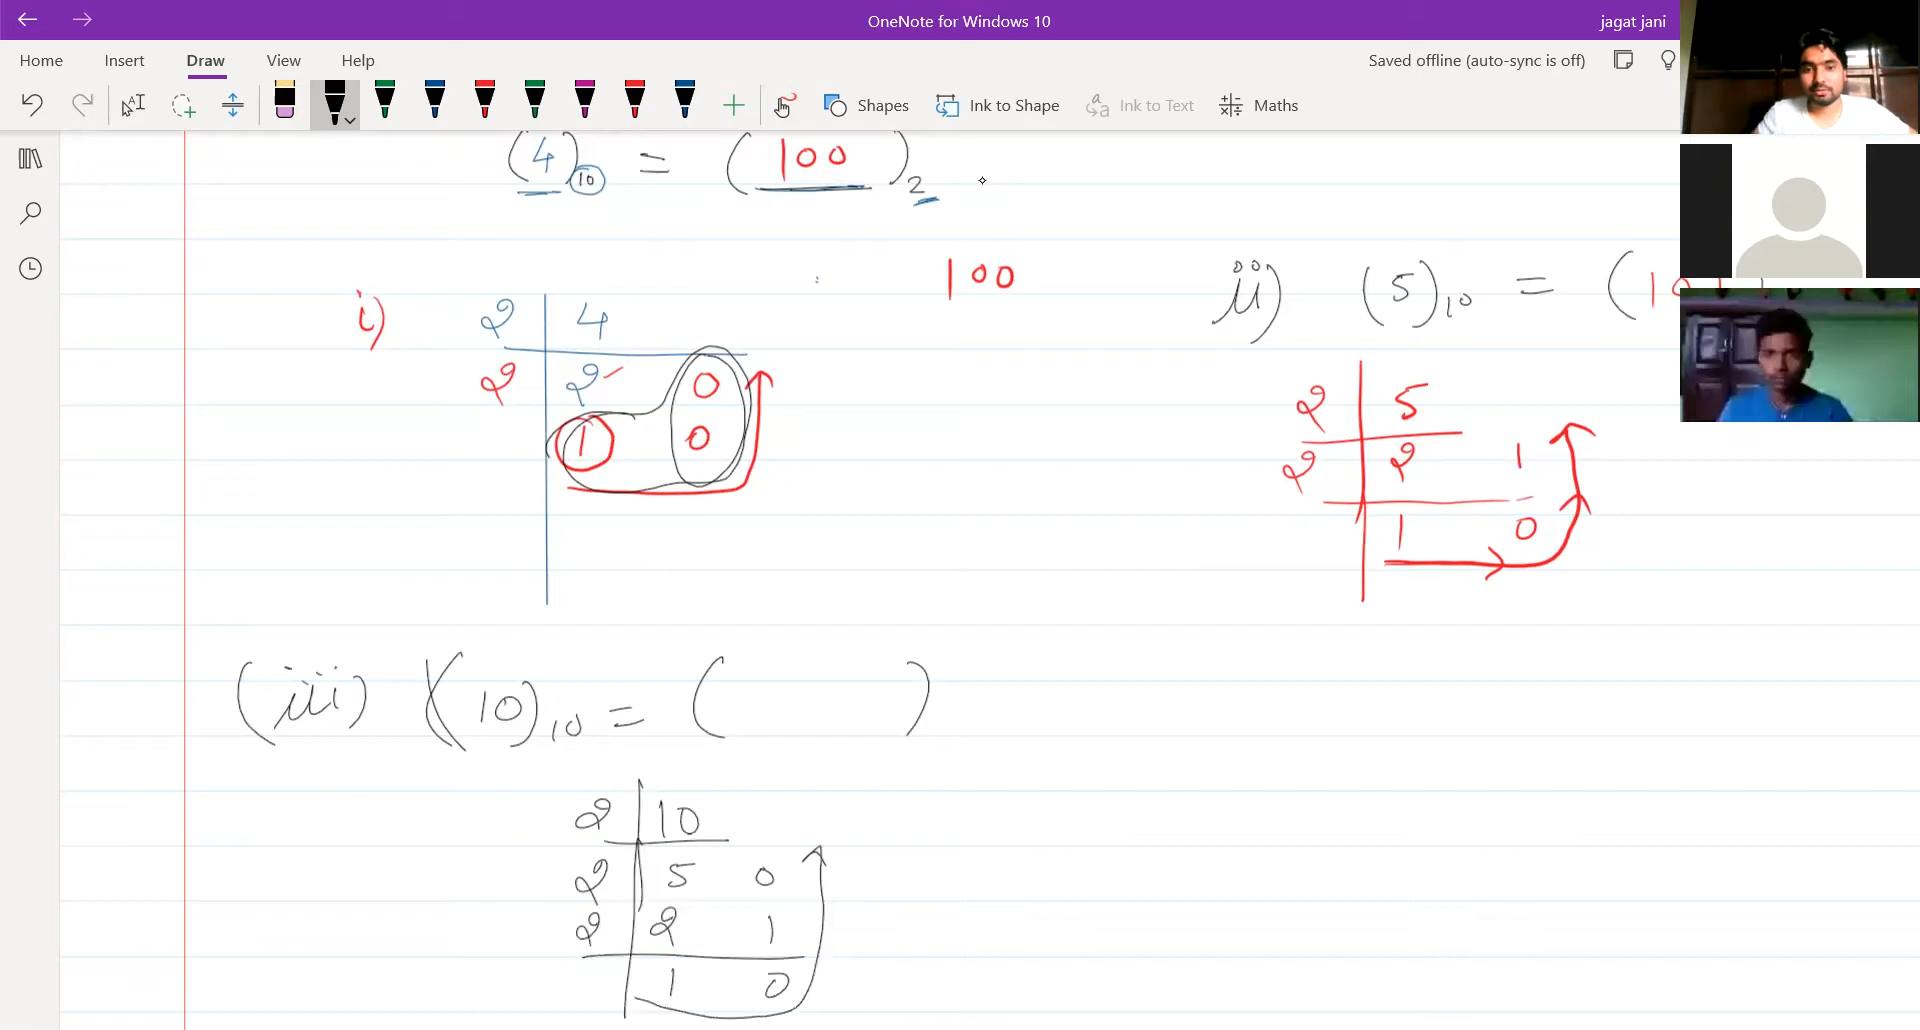 OneNote for Windows 10
jagat jani
Home Insert Draw View Help
Saved offline (auto-sync is off)
Shapes Ink to Shape Ink to Text Maths
(4)10 = (100)2
100
i)
2 4
2 2 0
1 0
ii) (5)10 = (101
2 5
2 2 1
1 0
(iii) (10)10 = ( )
2 10
2 5 0
2 2 1
1 0